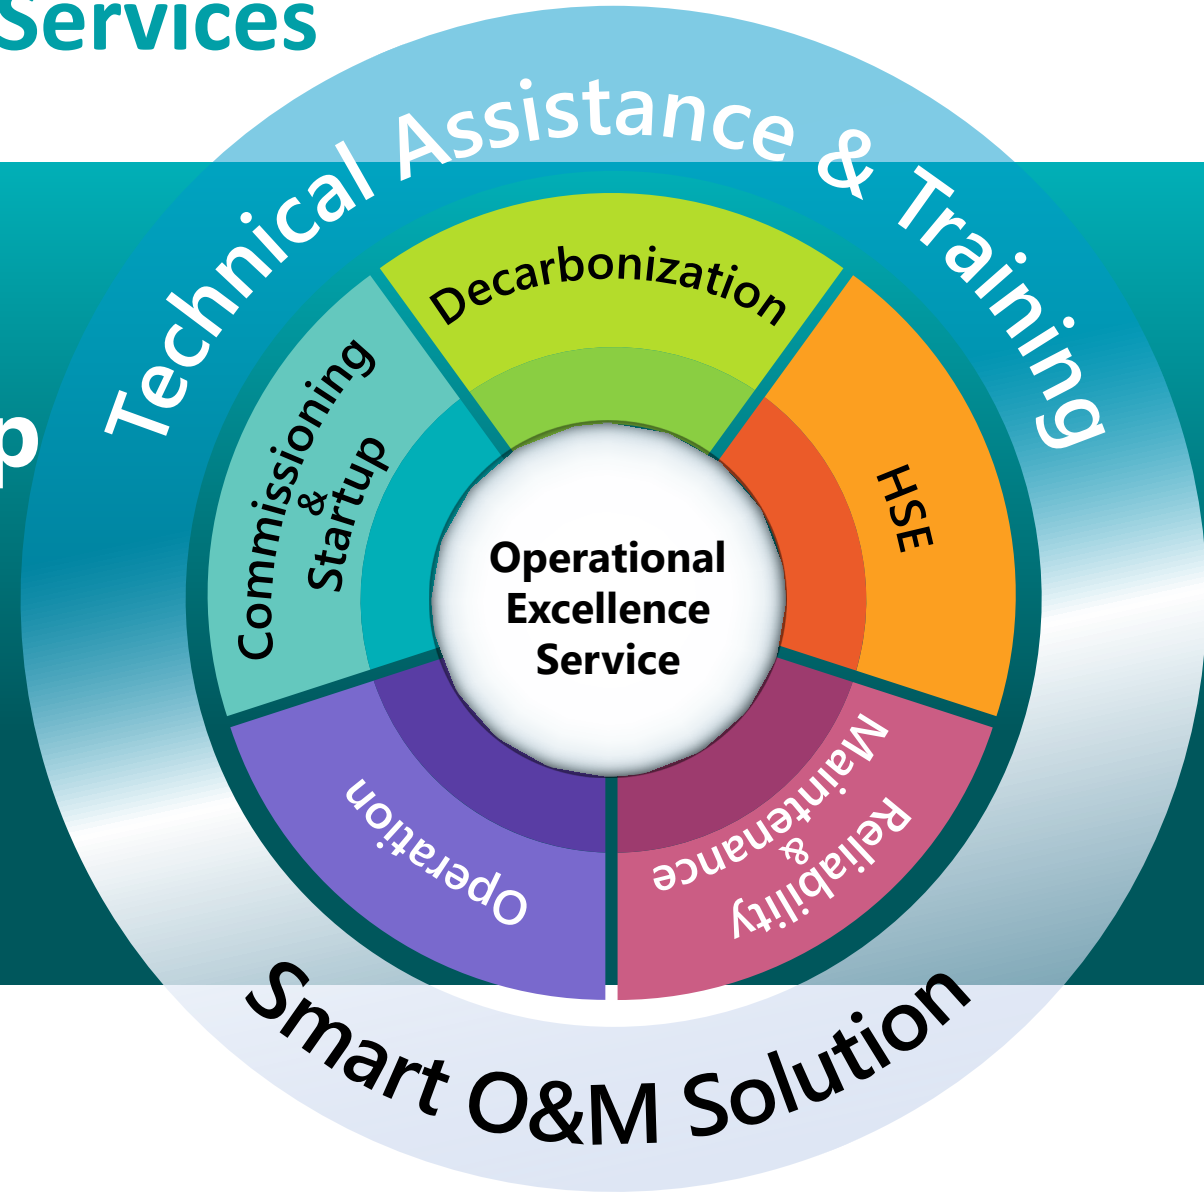 Services
Technical Assistance & Training
Decarbonization
Commissioning
&
Startup
HSE
p
Operational
Excellence
Service
Operation
Reliability
&
Maintenance
Smart O&M Solution